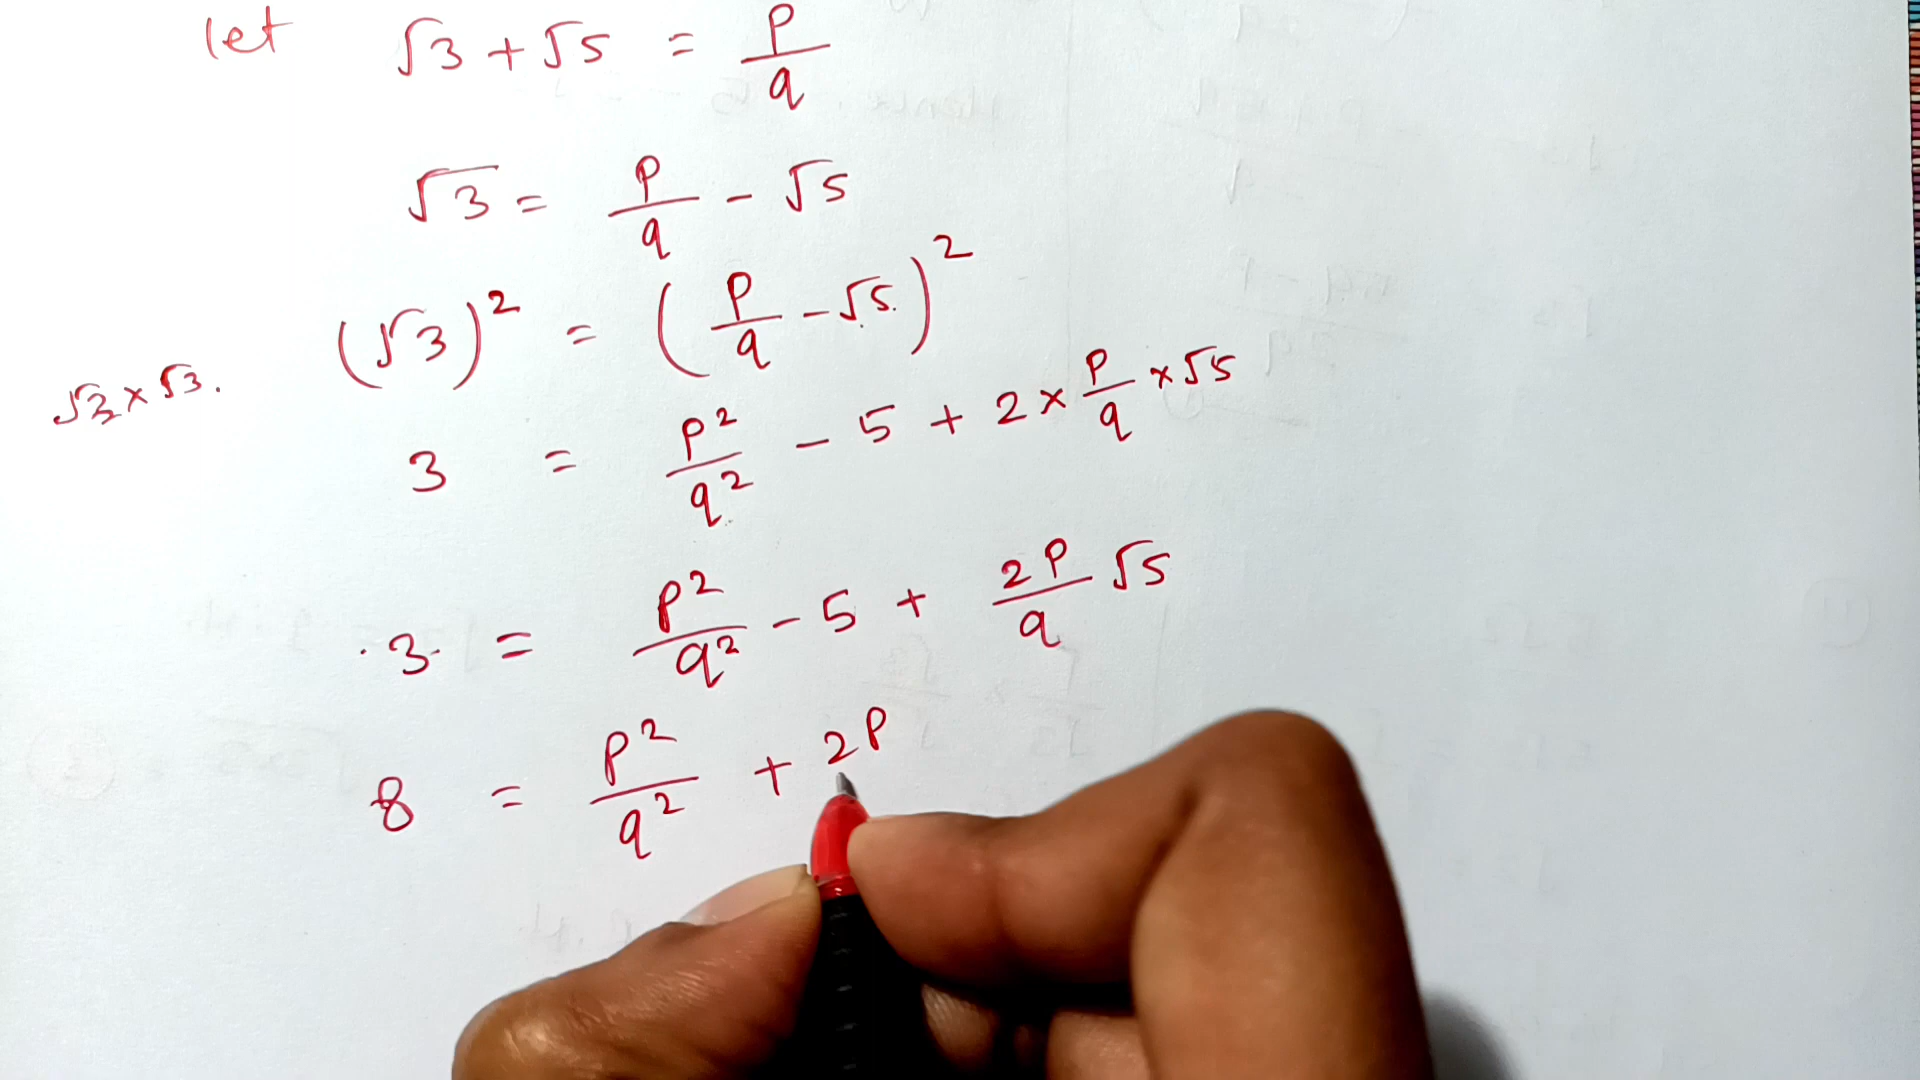 let √3 + √5 = p/q
√3 = p/q - √5
(√3)² = (p/q - √5)²
√3 × √3.
3 = p²/q² - 5 + 2 × p/q × √5
3 = p²/q² - 5 + 2p/q √5
8 = p²/q² + 2p